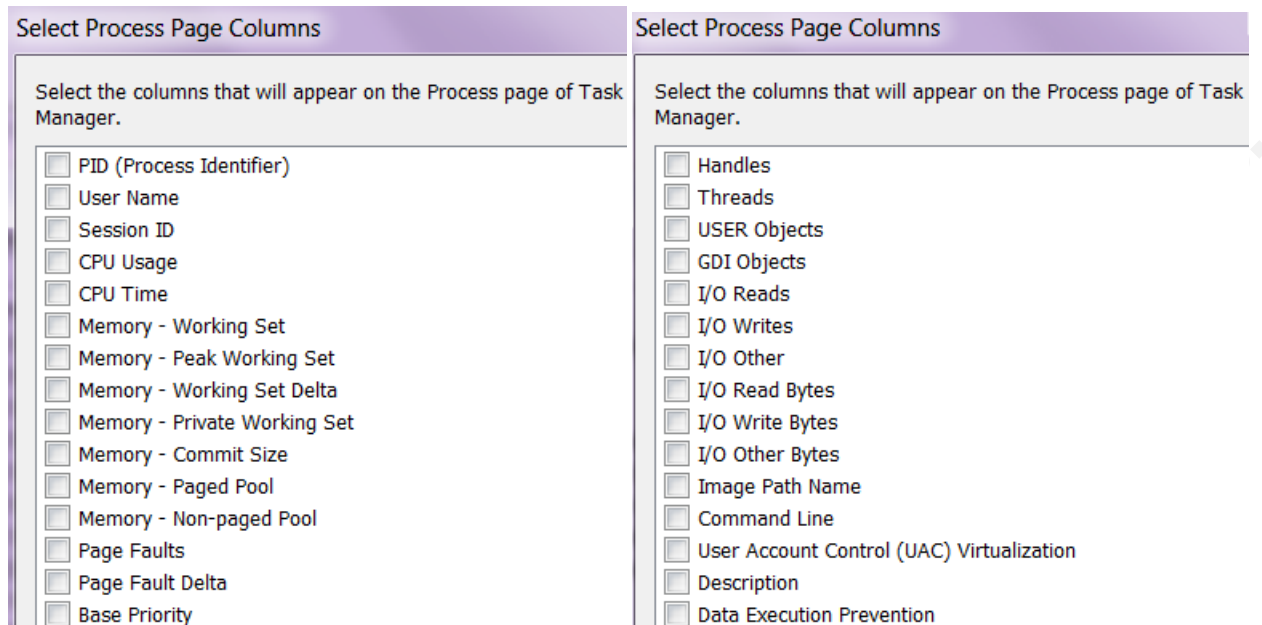 Select Process Page Columns
Select the columns that will appear on the Process page of Task
Manager.
PID (Process Identifier)
User Name
Session ID
CPU Usage
CPU Time
Memory - Working Set
Memory - Peak Working Set
Memory - Working Set Delta
Memory - Private Working Set
Memory - Commit Size
Memory - Paged Pool
Memory - Non-paged Pool
Page Faults
Page Fault Delta
Base Priority
Select Process Page Columns
Select the columns that will appear on the Process page of Task
Manager.
Handles
Threads
USER Objects
GDI Objects
I/O Reads
I/O Writes
I/O Other
I/O Read Bytes
I/O Write Bytes
I/O Other Bytes
Image Path Name
Command Line
User Account Control (UAC) Virtualization
Description
Data Execution Prevention